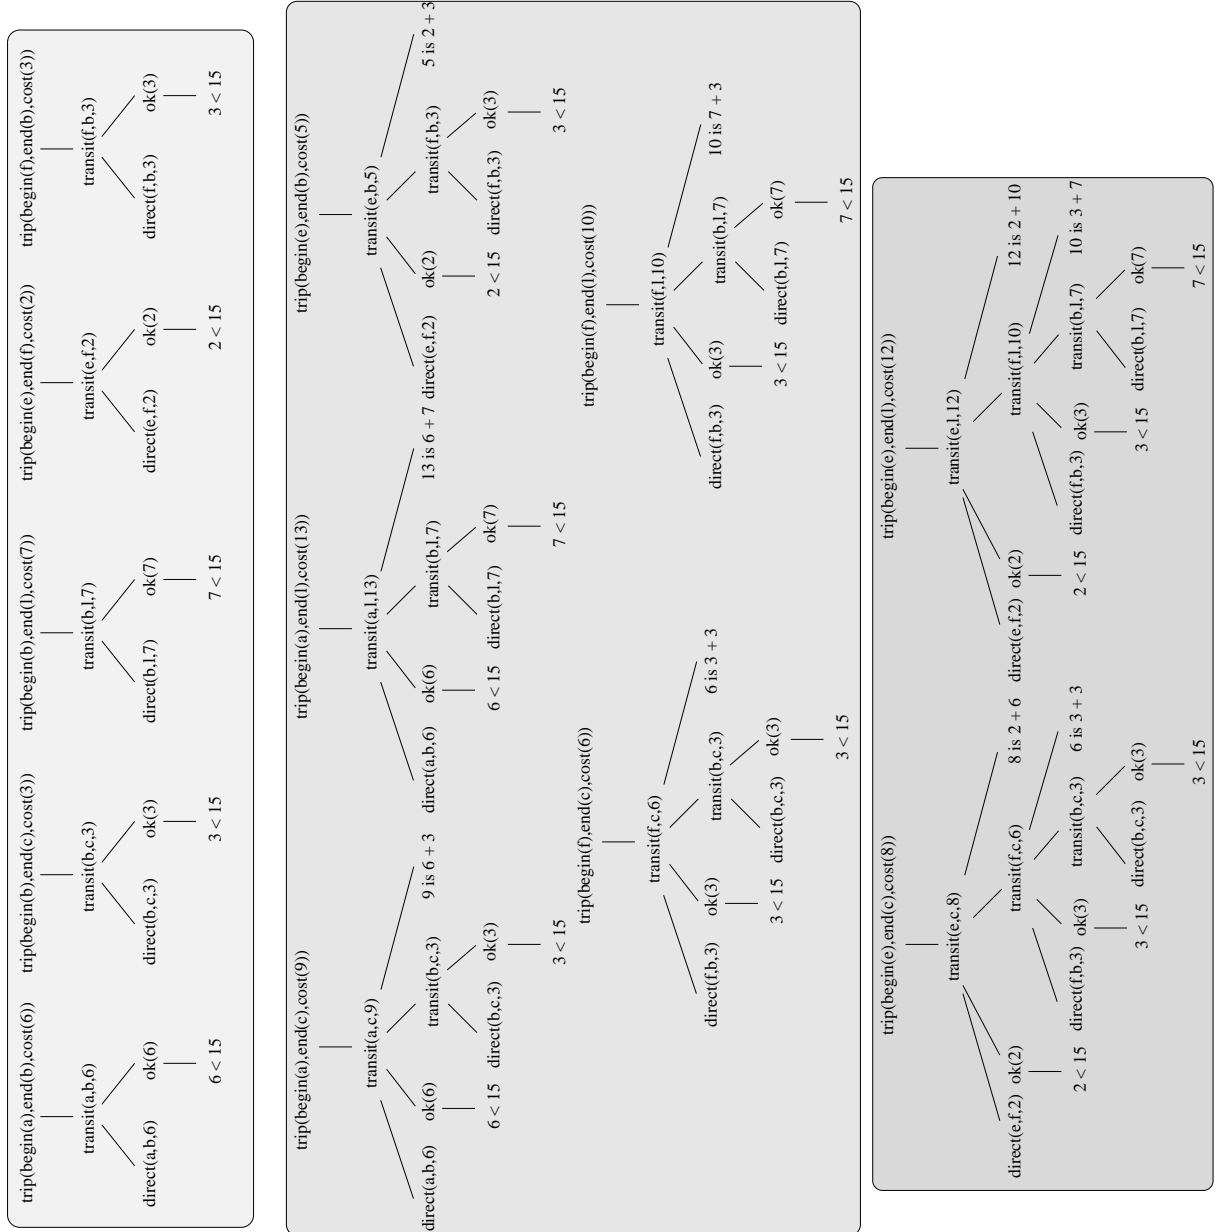 trip(begin(a),end(b),cost(6))
transit(a,b,6)
direct(a,b,6)
ok(6)
6 < 15
trip(begin(b),end(c),cost(3))
transit(b,c,3)
direct(b,c,3)
ok(3)
3 < 15
trip(begin(b),end(l),cost(7))
transit(b,l,7)
direct(b,l,7)
ok(7)
7 < 15
trip(begin(e),end(f),cost(2))
transit(e,f,2)
direct(e,f,2)
ok(2)
2 < 15
trip(begin(f),end(b),cost(3))
transit(f,b,3)
direct(f,b,3)
ok(3)
3 < 15
trip(begin(a),end(c),cost(9))
transit(a,c,9)
direct(a,b,6)
ok(6)
transit(b,c,3)
9 is 6 + 3
6 < 15
direct(b,c,3)
ok(3)
3 < 15
trip(begin(a),end(l),cost(13))
transit(a,l,13)
direct(a,b,6)
ok(6)
transit(b,l,7)
13 is 6 + 7
6 < 15
direct(b,l,7)
ok(7)
7 < 15
trip(begin(e),end(b),cost(5))
transit(e,b,5)
direct(e,f,2)
ok(2)
transit(f,b,3)
5 is 2 + 3
2 < 15
direct(f,b,3)
ok(3)
3 < 15
trip(begin(f),end(c),cost(6))
transit(f,c,6)
direct(f,b,3)
ok(3)
transit(b,c,3)
6 is 3 + 3
3 < 15
direct(b,c,3)
ok(3)
3 < 15
trip(begin(f),end(l),cost(10))
transit(f,l,10)
direct(f,b,3)
ok(3)
transit(b,l,7)
10 is 7 + 3
3 < 15
direct(b,l,7)
ok(7)
7 < 15
trip(begin(e),end(c),cost(8))
transit(e,c,8)
direct(e,f,2)
ok(2)
transit(f,c,6)
8 is 2 + 6
2 < 15
direct(f,b,3)
ok(3)
transit(b,c,3)
6 is 3 + 3
3 < 15
direct(b,c,3)
ok(3)
3 < 15
trip(begin(e),end(l),cost(12))
transit(e,l,12)
direct(e,f,2)
ok(2)
transit(f,l,10)
12 is 2 + 10
2 < 15
direct(f,b,3)
ok(3)
transit(b,l,7)
10 is 3 + 7
3 < 15
direct(b,l,7)
ok(7)
7 < 15